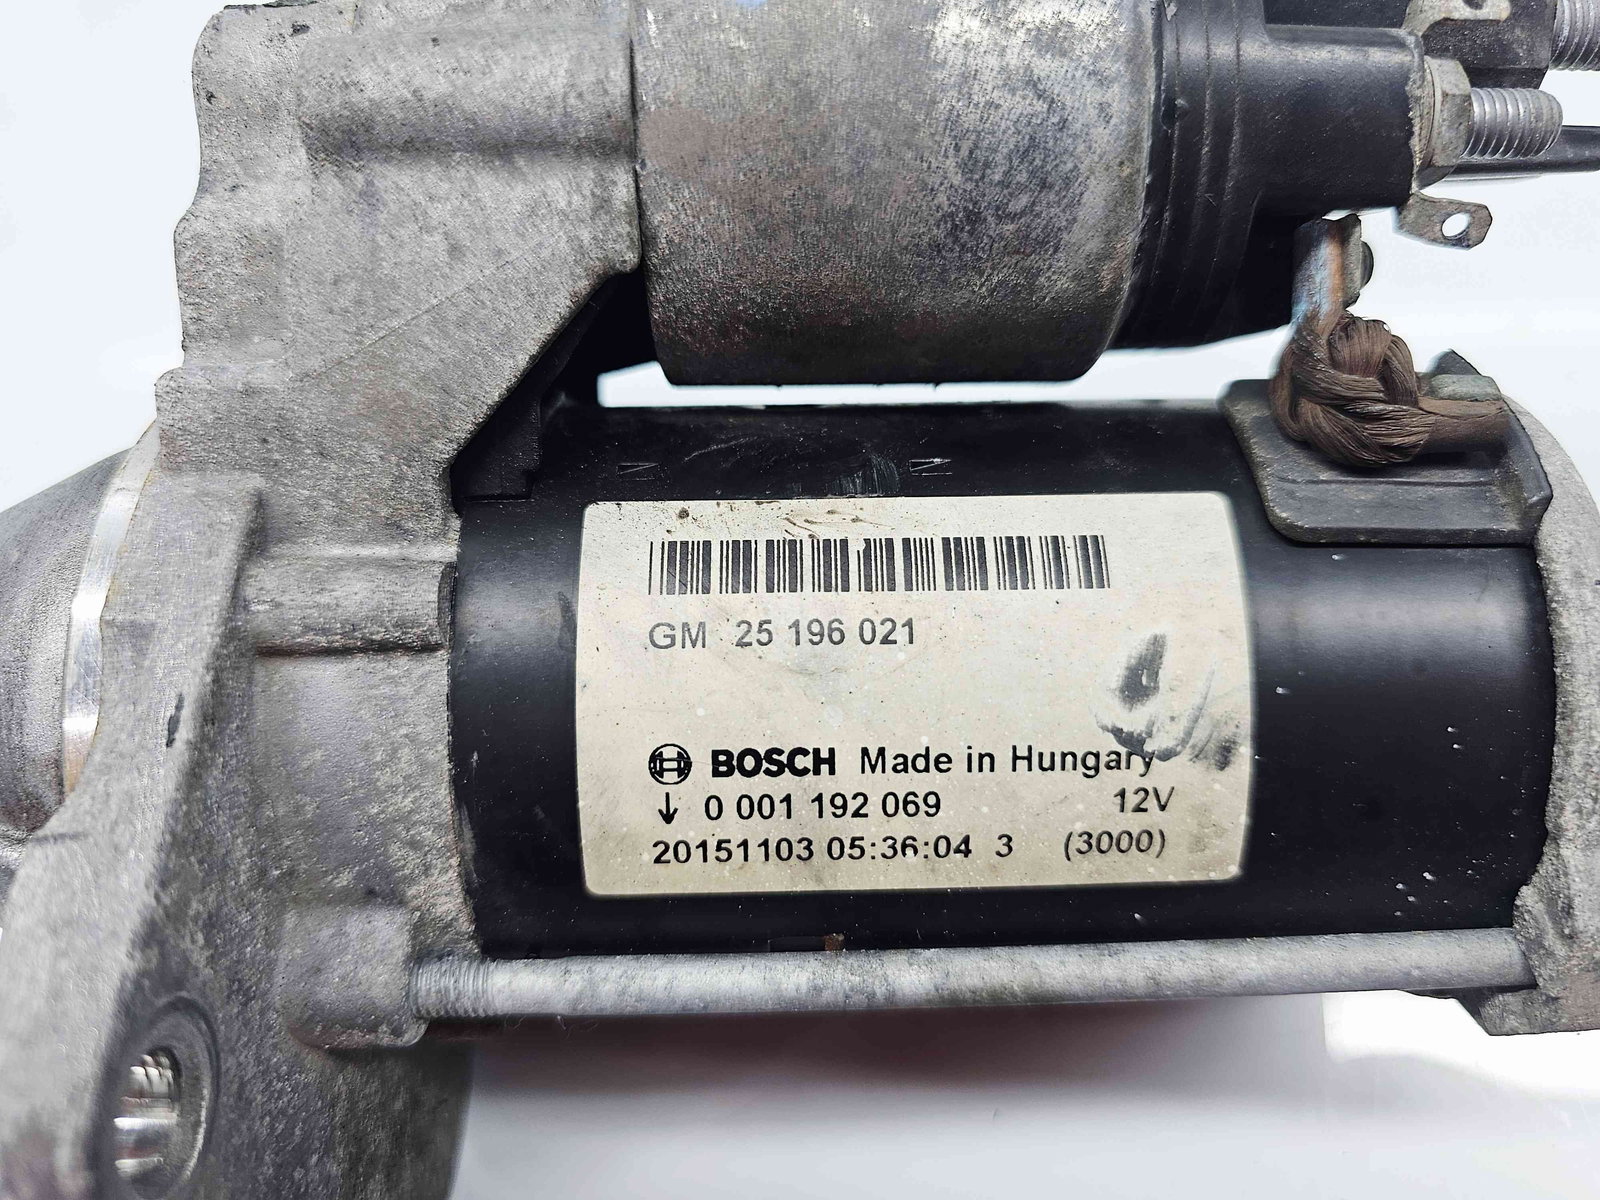 GM 25 196 021
BOSCH Made in Hungary
↓ 0 001 192 069 12V
20151103 05:36:04 3 (3000)